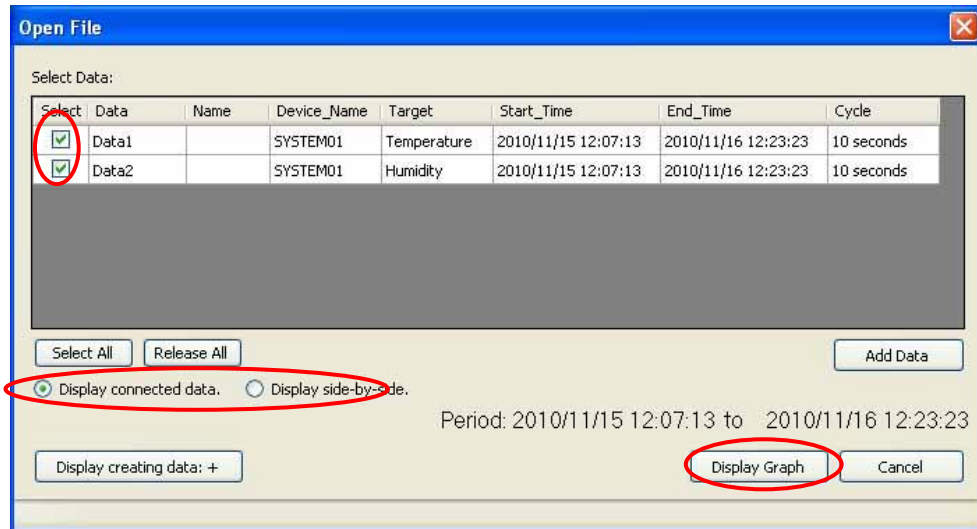 Open File
Select Data:
Select Data Name Device_Name Target Start_Time End_Time Cycle
Data1 SYSTEM01 Temperature 2010/11/15 12:07:13 2010/11/16 12:23:23 10 seconds
Data2 SYSTEM01 Humidity 2010/11/15 12:07:13 2010/11/16 12:23:23 10 seconds
Select All Release All Add Data
Display connected data. Display side-by-side.
Period: 2010/11/15 12:07:13 to 2010/11/16 12:23:23
Display creating data: + Display Graph Cancel